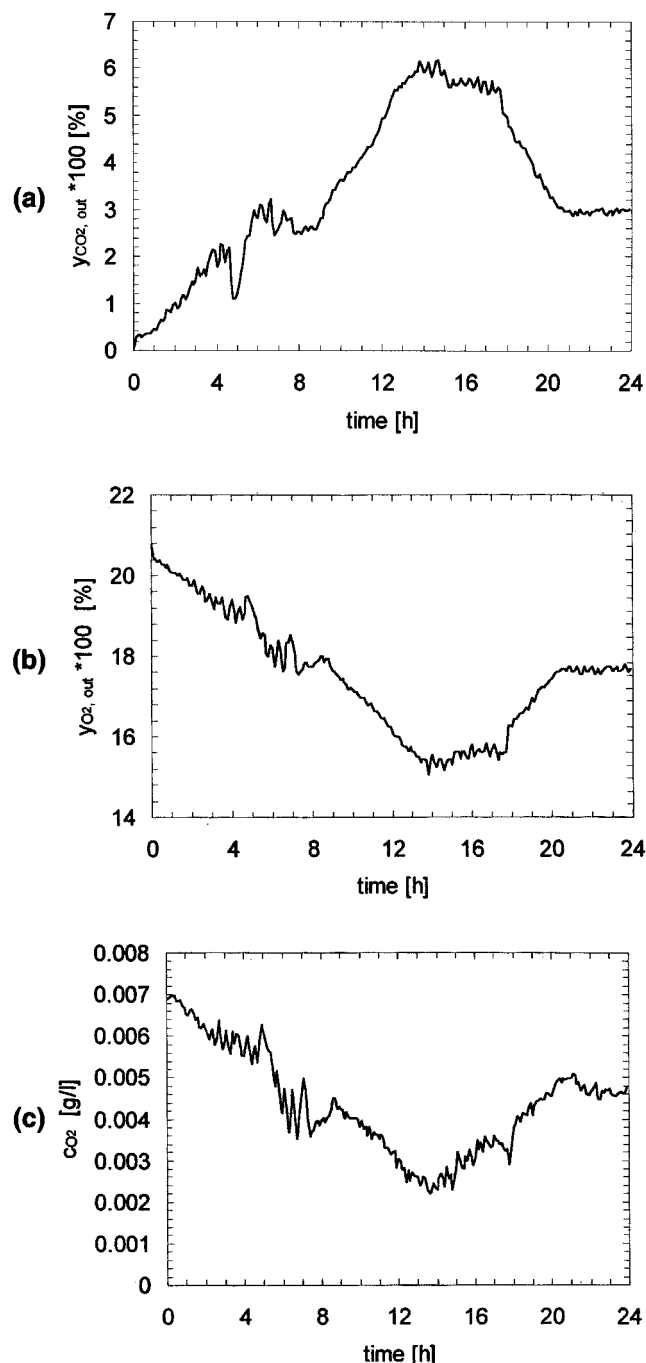 7
6
5
4
3
2
1
0
(a)
yCO2, out *100 [%]
0 4 8 12 16 20 24
time [h]
22
20
18
16
14
(b)
yO2, out *100 [%]
0 4 8 12 16 20 24
time [h]
0.008
0.007
0.006
0.005
0.004
0.003
0.002
0.001
0
(c)
cO2 [g/l]
0 4 8 12 16 20 24
time [h]